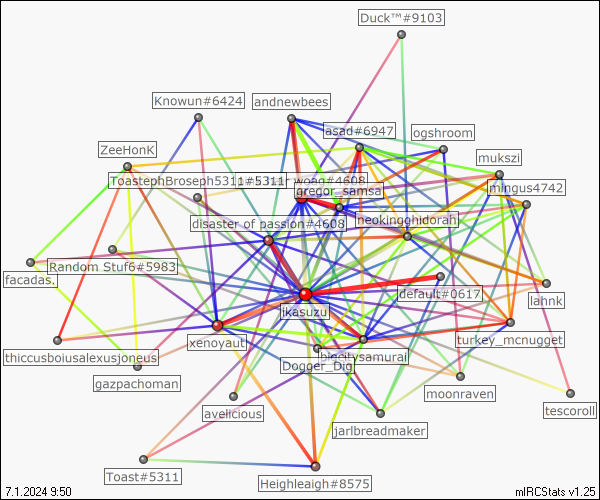 Duck™#9103
Knowun#6424
andnewbees
asad#6947
ogshroom
ZeeHonK
mukszi
ToastephBroseph5311#5311
wong#4608
gregor_samsa
mingus4742
neokingghidorah
disaster of passion#4608
Random Stuf6#5983
facadas.
default#0617
lahnk
jkasuzu
turkey_mcnugget
xenoyaut
bigcitysamurai
thiccusboiusalexusjoneus
Dogger_Dig
gazpachoman
moonraven
tescoroll
avelicious
jarlbreadmaker
Toast#5311
Heighleaigh#8575
7.1.2024 9:50
mIRCStats v1.25